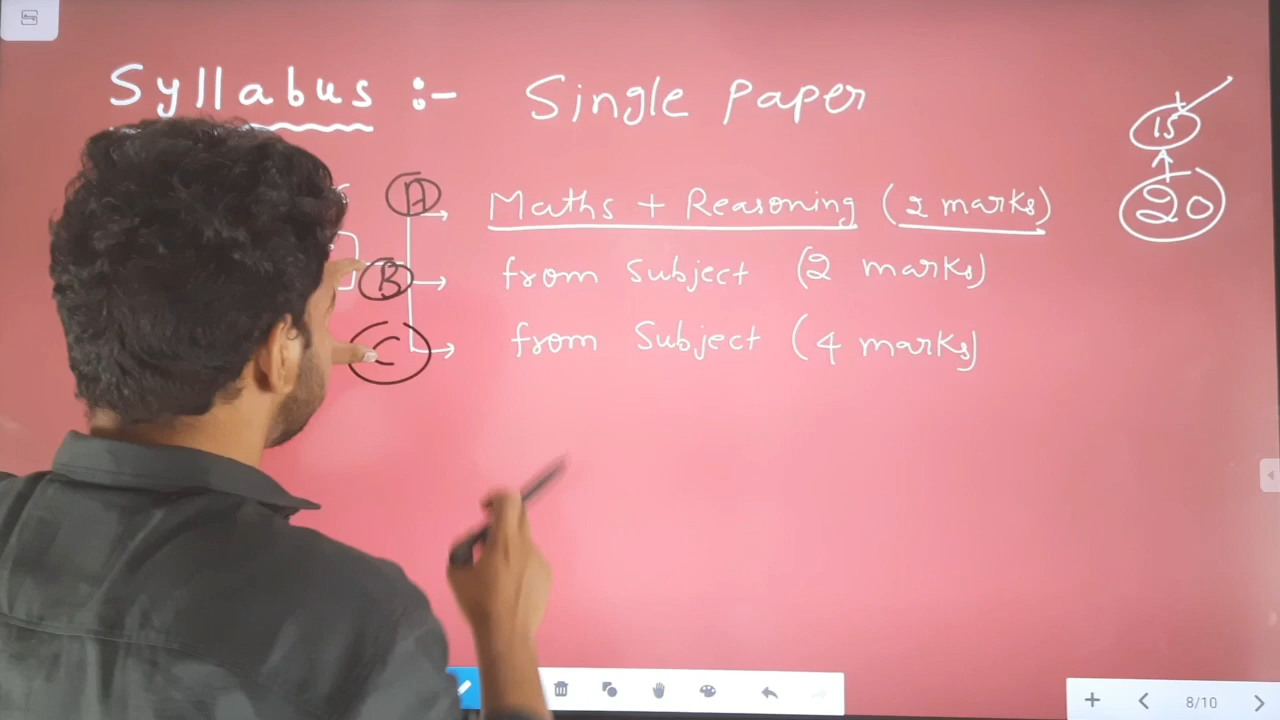 Syllabus :- Single Paper
15
20
A Maths + Reasoning (2 marks)
B from Subject (2 marks)
C from Subject (4 marks)
8/10